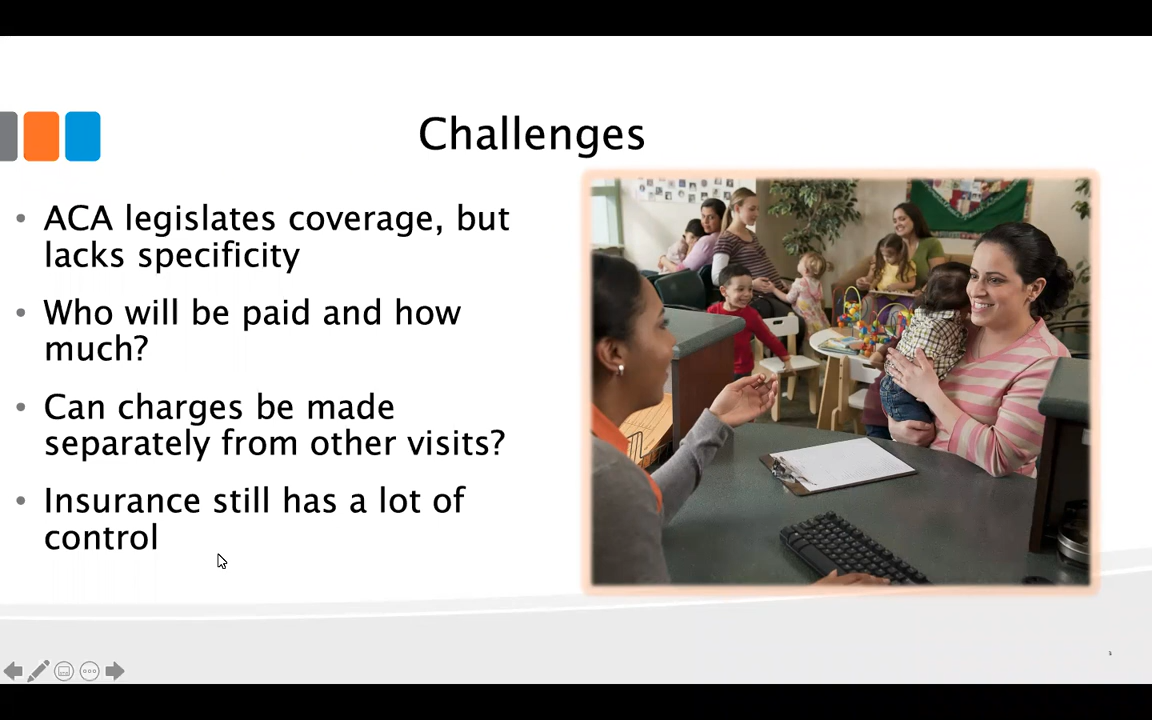 Challenges
ACA legislates coverage, but
lacks specificity
Who will be paid and how
much?
Can charges be made
separately from other visits?
Insurance still has a lot of
control